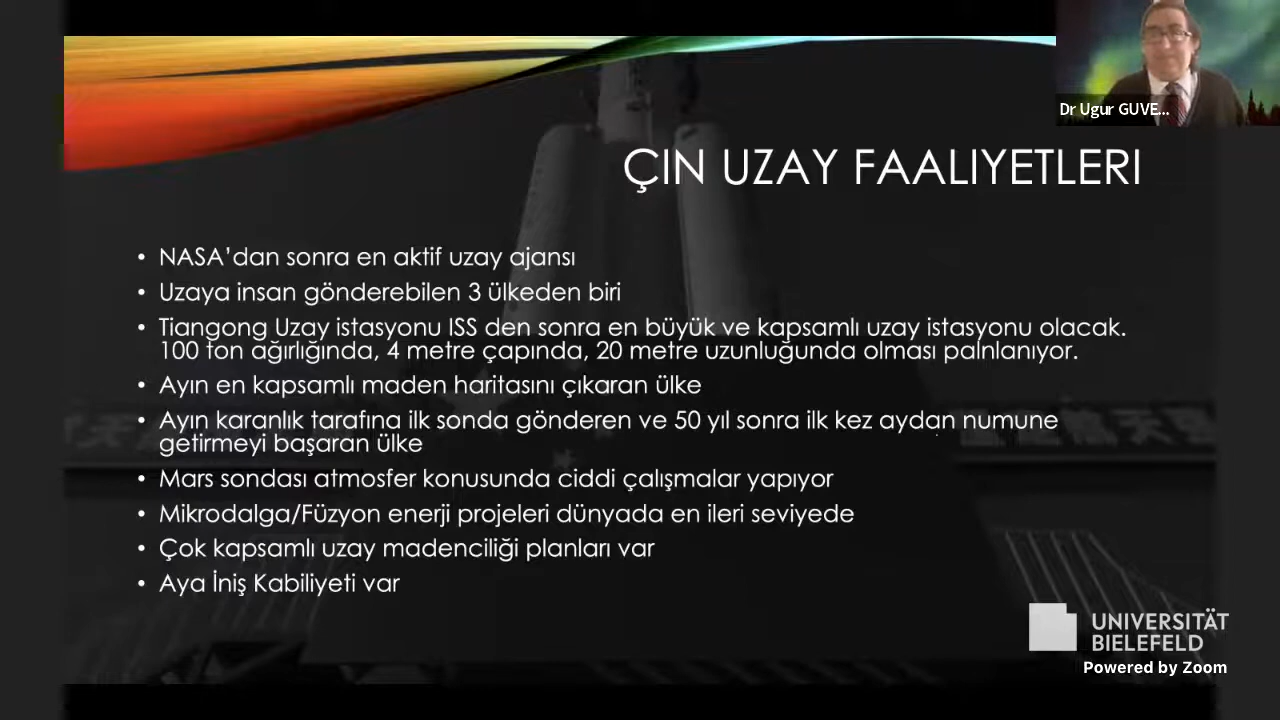 Dr Ugur GUVE...
ÇIN UZAY FAALIYETLERI
• NASA'dan sonra en aktif uzay ajansı
• Uzaya insan gönderebilen 3 ülkeden biri
• Tiangong Uzay istasyonu ISS den sonra en büyük ve kapsamlı uzay istasyonu olacak.
100 ton ağırlığında, 4 metre çapında, 20 metre uzunluğunda olması palnlanıyor.
• Ayın en kapsamlı maden haritasını çıkaran ülke
• Ayın karanlık tarafına ilk sonda gönderen ve 50 yıl sonra ilk kez aydan numune
getirmeyi başaran ülke
• Mars sondası atmosfer konusunda ciddi çalışmalar yapıyor
• Mikrodalga/Füzyon enerji projeleri dünyada en ileri seviyede
• Çok kapsamlı uzay madenciliği planları var
• Aya İniş Kabiliyeti var
UNIVERSITÄT
BIELEFELD
Powered by Zoom